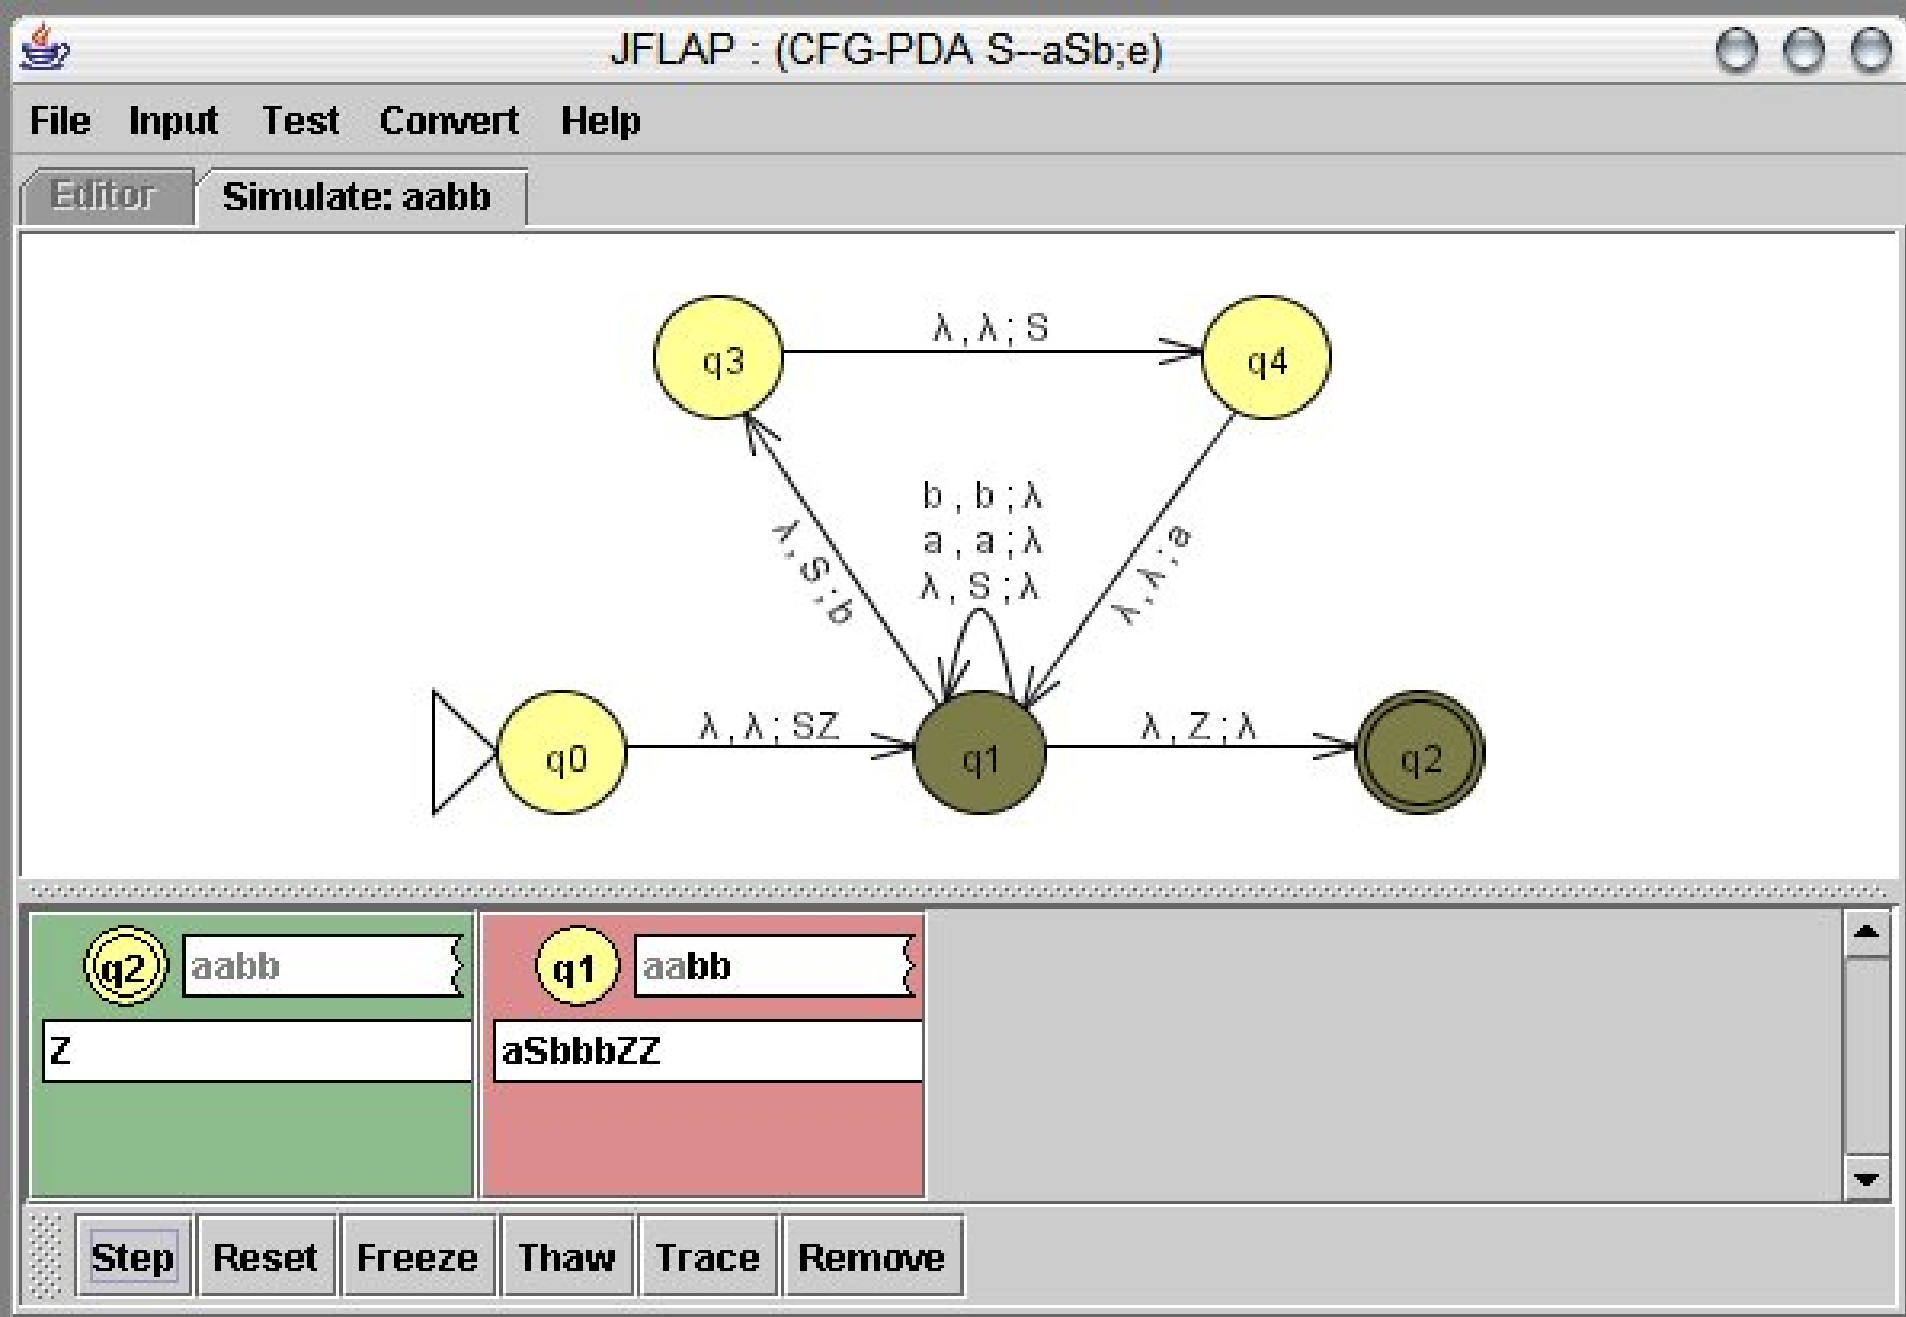 JFLAP : (CFG-PDA S--aSb;e)
File Input Test Convert Help
Editor Simulate: aabb
λ , λ ; S
q3
q4
b , b ; λ
a , a ; λ
λ , S ; λ
λ , S ; b
λ , λ ; a
λ , λ ; SZ
λ , Z ; λ
q0
q1
q2
q2 aabb
Z
q1 aabb
aSbbbZZ
Step Reset Freeze Thaw Trace Remove